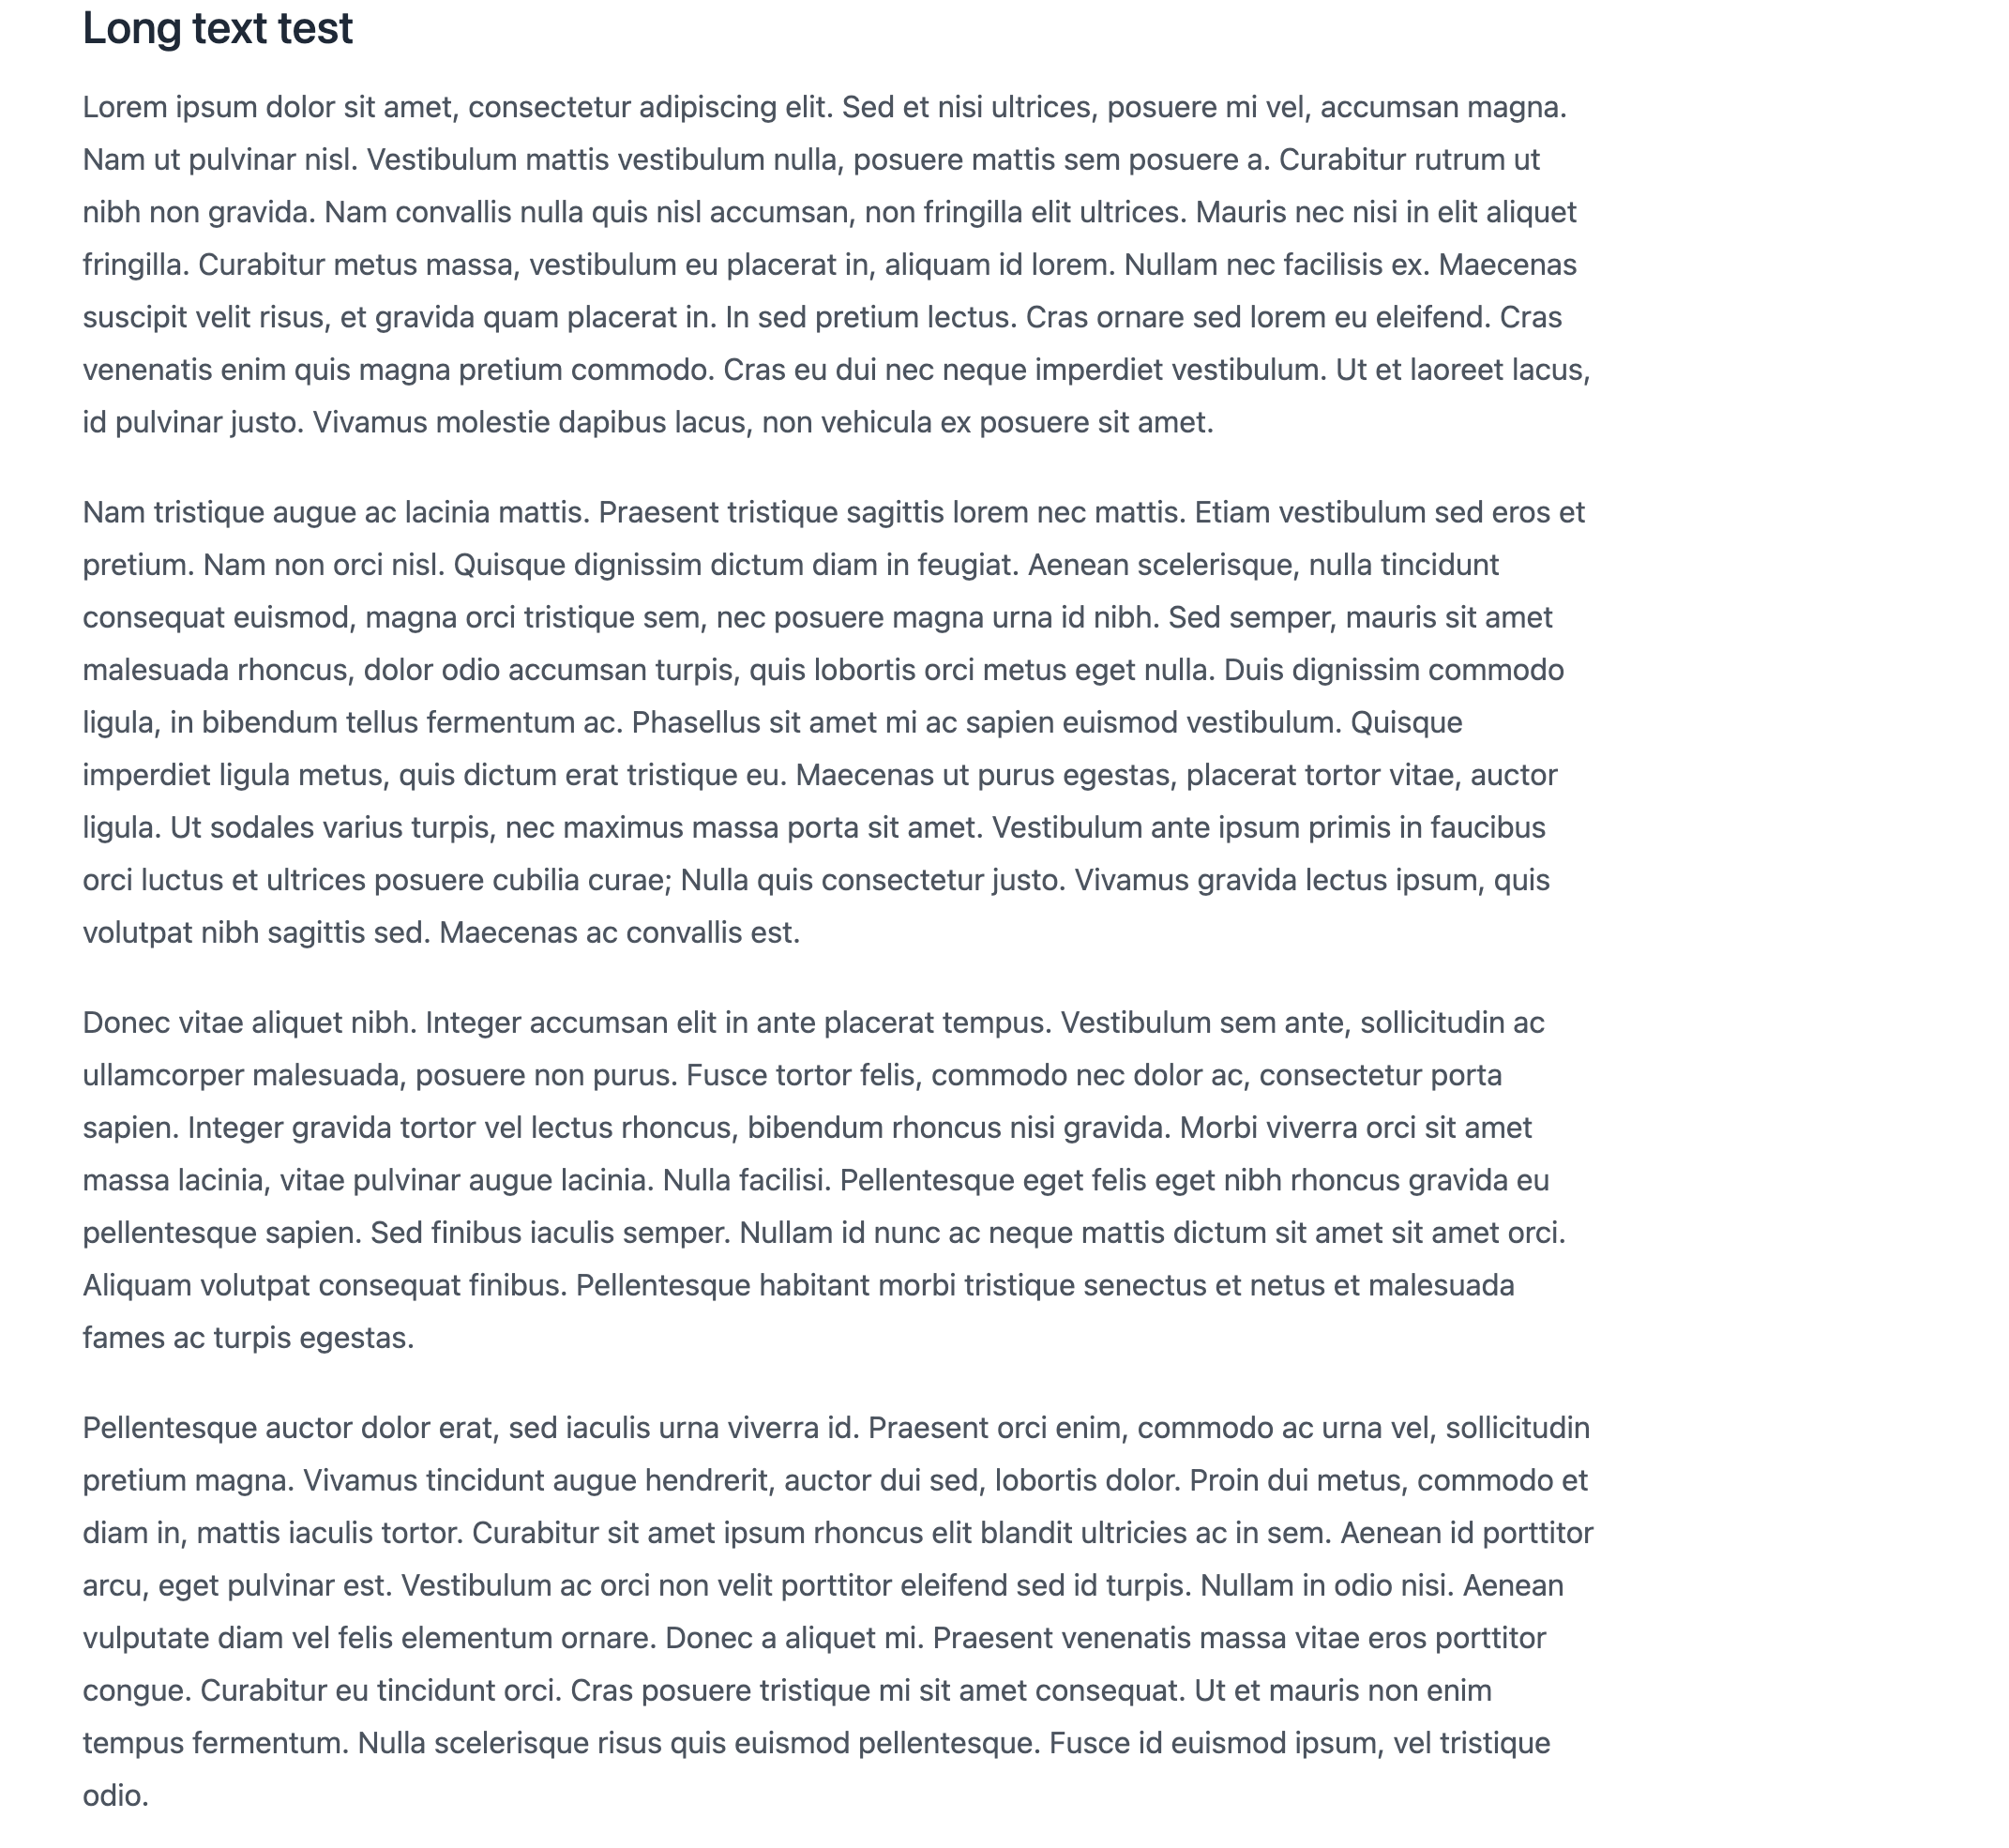 Long text test
Lorem ipsum dolor sit amet, consectetur adipiscing elit. Sed et nisi ultrices, posuere mi vel, accumsan magna.
Nam ut pulvinar nisl. Vestibulum mattis vestibulum nulla, posuere mattis sem posuere a. Curabitur rutrum ut
nibh non gravida. Nam convallis nulla quis nisl accumsan, non fringilla elit ultrices. Mauris nec nisi in elit aliquet
fringilla. Curabitur metus massa, vestibulum eu placerat in, aliquam id lorem. Nullam nec facilisis ex. Maecenas
suscipit velit risus, et gravida quam placerat in. In sed pretium lectus. Cras ornare sed lorem eu eleifend. Cras
venenatis enim quis magna pretium commodo. Cras eu dui nec neque imperdiet vestibulum. Ut et laoreet lacus,
id pulvinar justo. Vivamus molestie dapibus lacus, non vehicula ex posuere sit amet.
Nam tristique augue ac lacinia mattis. Praesent tristique sagittis lorem nec mattis. Etiam vestibulum sed eros et
pretium. Nam non orci nisl. Quisque dignissim dictum diam in feugiat. Aenean scelerisque, nulla tincidunt
consequat euismod, magna orci tristique sem, nec posuere magna urna id nibh. Sed semper, mauris sit amet
malesuada rhoncus, dolor odio accumsan turpis, quis lobortis orci metus eget nulla. Duis dignissim commodo
ligula, in bibendum tellus fermentum ac. Phasellus sit amet mi ac sapien euismod vestibulum. Quisque
imperdiet ligula metus, quis dictum erat tristique eu. Maecenas ut purus egestas, placerat tortor vitae, auctor
ligula. Ut sodales varius turpis, nec maximus massa porta sit amet. Vestibulum ante ipsum primis in faucibus
orci luctus et ultrices posuere cubilia curae; Nulla quis consectetur justo. Vivamus gravida lectus ipsum, quis
volutpat nibh sagittis sed. Maecenas ac convallis est.
Donec vitae aliquet nibh. Integer accumsan elit in ante placerat tempus. Vestibulum sem ante, sollicitudin ac
ullamcorper malesuada, posuere non purus. Fusce tortor felis, commodo nec dolor ac, consectetur porta
sapien. Integer gravida tortor vel lectus rhoncus, bibendum rhoncus nisi gravida. Morbi viverra orci sit amet
massa lacinia, vitae pulvinar augue lacinia. Nulla facilisi. Pellentesque eget felis eget nibh rhoncus gravida eu
pellentesque sapien. Sed finibus iaculis semper. Nullam id nunc ac neque mattis dictum sit amet sit amet orci.
Aliquam volutpat consequat finibus. Pellentesque habitant morbi tristique senectus et netus et malesuada
fames ac turpis egestas.
Pellentesque auctor dolor erat, sed iaculis urna viverra id. Praesent orci enim, commodo ac urna vel, sollicitudin
pretium magna. Vivamus tincidunt augue hendrerit, auctor dui sed, lobortis dolor. Proin dui metus, commodo et
diam in, mattis iaculis tortor. Curabitur sit amet ipsum rhoncus elit blandit ultricies ac in sem. Aenean id porttitor
arcu, eget pulvinar est. Vestibulum ac orci non velit porttitor eleifend sed id turpis. Nullam in odio nisi. Aenean
vulputate diam vel felis elementum ornare. Donec a aliquet mi. Praesent venenatis massa vitae eros porttitor
congue. Curabitur eu tincidunt orci. Cras posuere tristique mi sit amet consequat. Ut et mauris non enim
tempus fermentum. Nulla scelerisque risus quis euismod pellentesque. Fusce id euismod ipsum, vel tristique
odio.